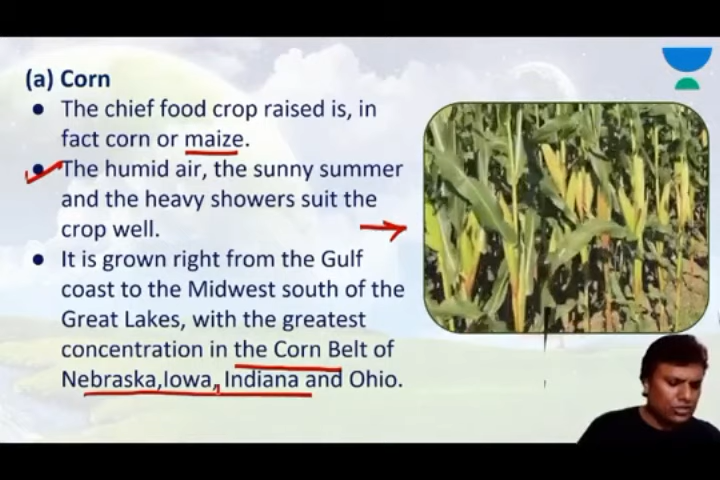 (a) Corn
● The chief food crop raised is, in
fact corn or maize.
● The humid air, the sunny summer
and the heavy showers suit the
crop well.
● It is grown right from the Gulf
coast to the Midwest south of the
Great Lakes, with the greatest
concentration in the Corn Belt of
Nebraska,Iowa, Indiana and Ohio.